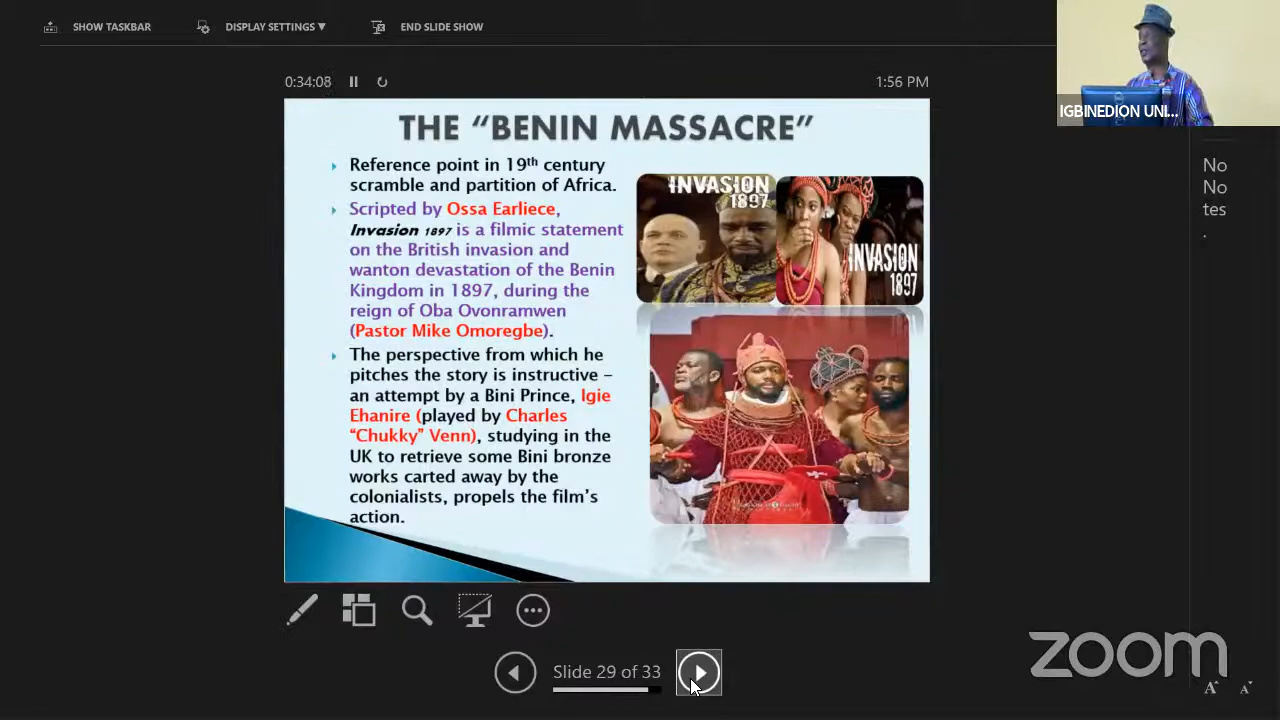 SHOW TASKBAR
DISPLAY SETTINGS ▼
END SLIDE SHOW
0:34:08
1:56 PM
IGBINEDION UNI...
No
No
tes
.
THE “BENIN MASSACRE”
Reference point in 19th century
scramble and partition of Africa.
Scripted by Ossa Earliece,
Invasion 1897 is a filmic statement
on the British invasion and
wanton devastation of the Benin
Kingdom in 1897, during the
reign of Oba Ovonramwen
(Pastor Mike Omoregbe).
The perspective from which he
pitches the story is instructive –
an attempt by a Bini Prince, Igie
Ehanire (played by Charles
“Chukky” Venn), studying in the
UK to retrieve some Bini bronze
works carted away by the
colonialists, propels the film’s
action.
INVASION
1897
INVASION
1897
Slide 29 of 33
zoom
A A